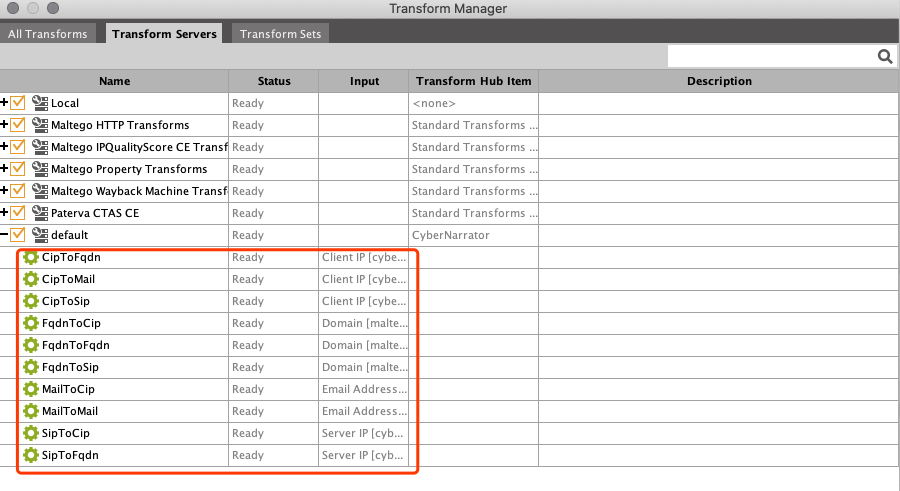 Transform Manager
All Transforms Transform Servers Transform Sets
Name Status Input Transform Hub Item Description
Local Ready <none>
Maltego HTTP Transforms Ready Standard Transforms ...
Maltego IPQualityScore CE Transf Ready Standard Transforms ...
Maltego Property Transforms Ready Standard Transforms ...
Maltego Wayback Machine Transf Ready Standard Transforms ...
Paterva CTAS CE Ready Standard Transforms ...
default Ready CyberNarrator
CipToFqdn Ready Client IP [cybe...
CipToMail Ready Client IP [cybe...
CipToSip Ready Client IP [cybe...
FqdnToCip Ready Domain [malte...
FqdnToFqdn Ready Domain [malte...
FqdnToSip Ready Domain [malte...
MailToCip Ready Email Address...
MailToMail Ready Email Address...
SipToCip Ready Server IP [cyb...
SipToFqdn Ready Server IP [cyb...